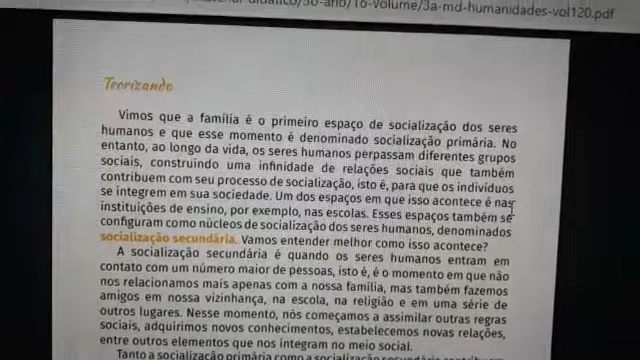 volume/3a-md-humanidades-vol120.pdf
Teorizando
Vimos que a família é o primeiro espaço de socialização dos seres
humanos e que esse momento é denominado socialização primária. No
entanto, ao longo da vida, os seres humanos perpassam diferentes grupos
sociais, construindo uma infinidade de relações sociais que também
contribuem com seu processo de socialização, isto é, para que os indivíduos
se integrem em sua sociedade. Um dos espaços em que isso acontece é nas
instituições de ensino, por exemplo, nas escolas. Esses espaços também se
configuram como núcleos de socialização dos seres humanos, denominados
socialização secundária. Vamos entender melhor como isso acontece?
A socialização secundária é quando os seres humanos entram em
contato com um número maior de pessoas, isto é, é o momento em que não
nos relacionamos mais apenas com a nossa família, mas também fazemos
amigos em nossa vizinhança, na escola, na religião e em uma série de
outros lugares. Nesse momento, nós começamos a assimilar outras regras
sociais, adquirimos novos conhecimentos, estabelecemos novas relações,
entre outros elementos que nos integram no meio social.
Tanto a socialização primária como a socialização secundária